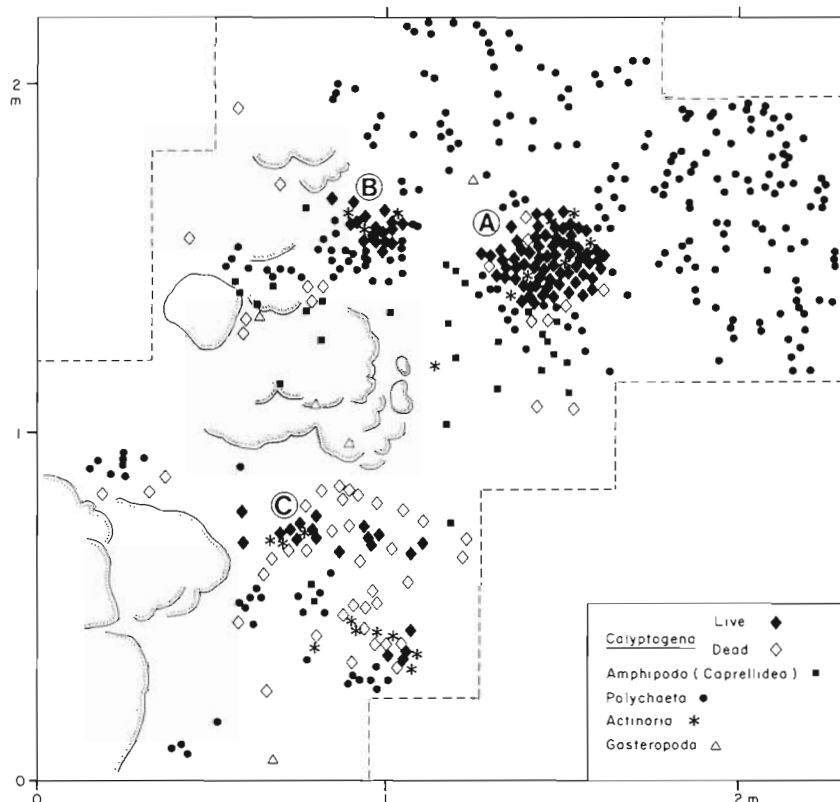 2
m
B
A
1
C
0
0
1
2 m
Live
Calyptogena
Dead
Amphipoda (Caprellidea)
Polychaeta
Actinaria
Gasteropoda